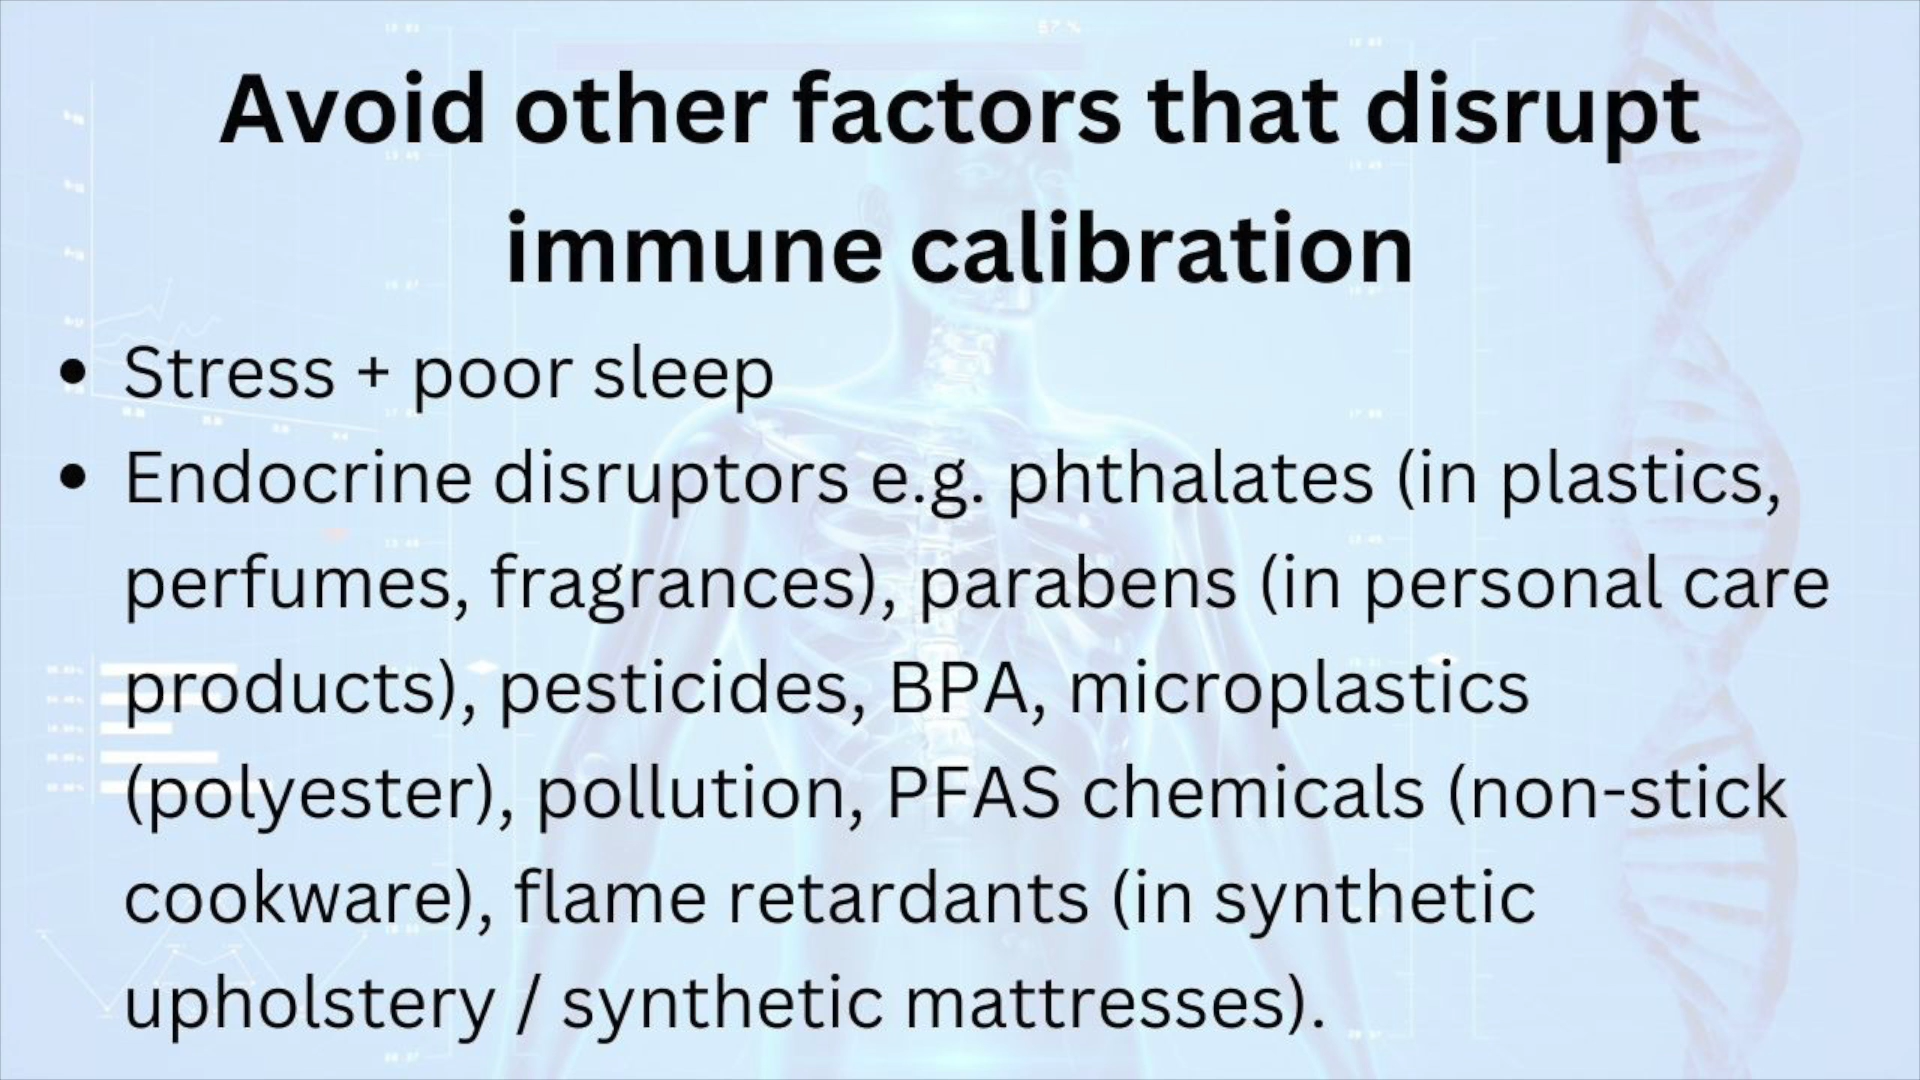 Avoid other factors that disrupt
immune calibration
• Stress + poor sleep
• Endocrine disruptors e.g. phthalates (in plastics,
perfumes, fragrances), parabens (in personal care
products), pesticides, BPA, microplastics
(polyester), pollution, PFAS chemicals (non-stick
cookware), flame retardants (in synthetic
upholstery / synthetic mattresses).